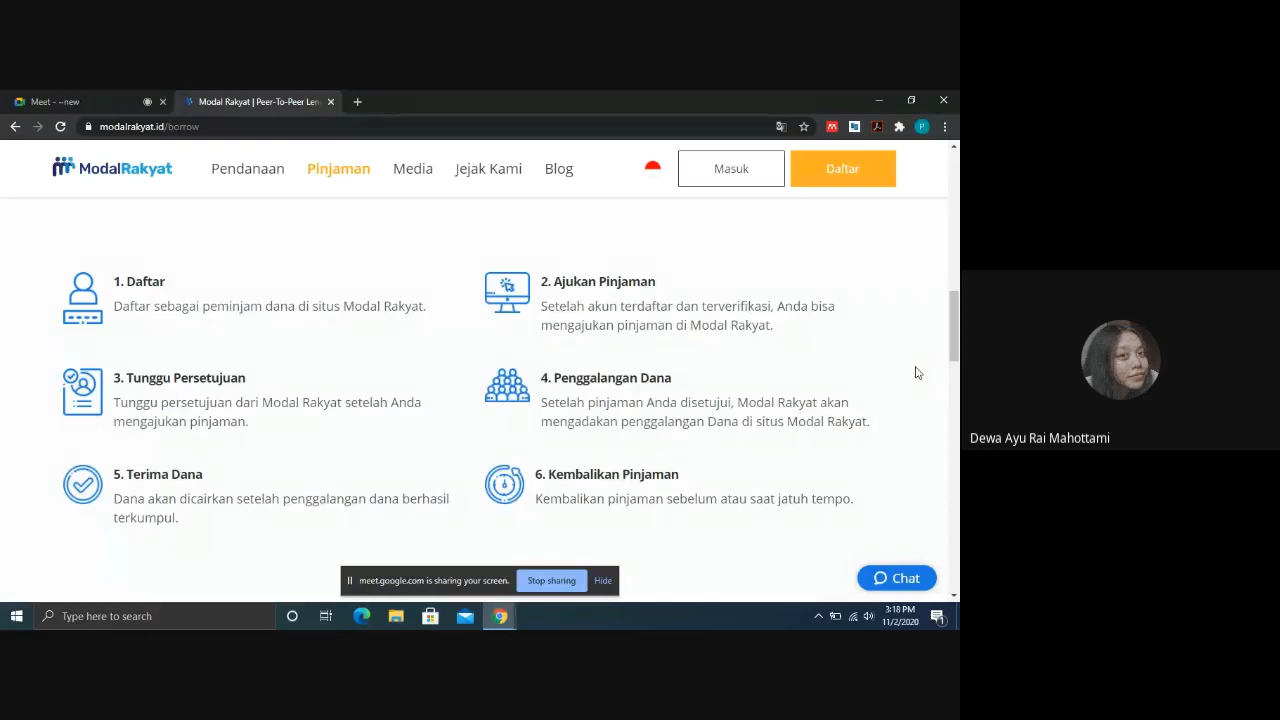 Meet - ~new
Modal Rakyat | Peer-To-Peer Len
modalrakyat.id/borrow
ModalRakyat
Pendanaan
Pinjaman
Media
Jejak Kami
Blog
Masuk
Daftar
1. Daftar
Daftar sebagai peminjam dana di situs Modal Rakyat.
2. Ajukan Pinjaman
Setelah akun terdaftar dan terverifikasi, Anda bisa
mengajukan pinjaman di Modal Rakyat.
3. Tunggu Persetujuan
Tunggu persetujuan dari Modal Rakyat setelah Anda
mengajukan pinjaman.
4. Penggalangan Dana
Setelah pinjaman Anda disetujui, Modal Rakyat akan
mengadakan penggalangan Dana di situs Modal Rakyat.
5. Terima Dana
Dana akan dicairkan setelah penggalangan dana berhasil
terkumpul.
6. Kembalikan Pinjaman
Kembalikan pinjaman sebelum atau saat jatuh tempo.
meet.google.com is sharing your screen.
Stop sharing
Hide
Chat
Type here to search
3:18 PM
11/2/2020
1
Dewa Ayu Rai Mahottami